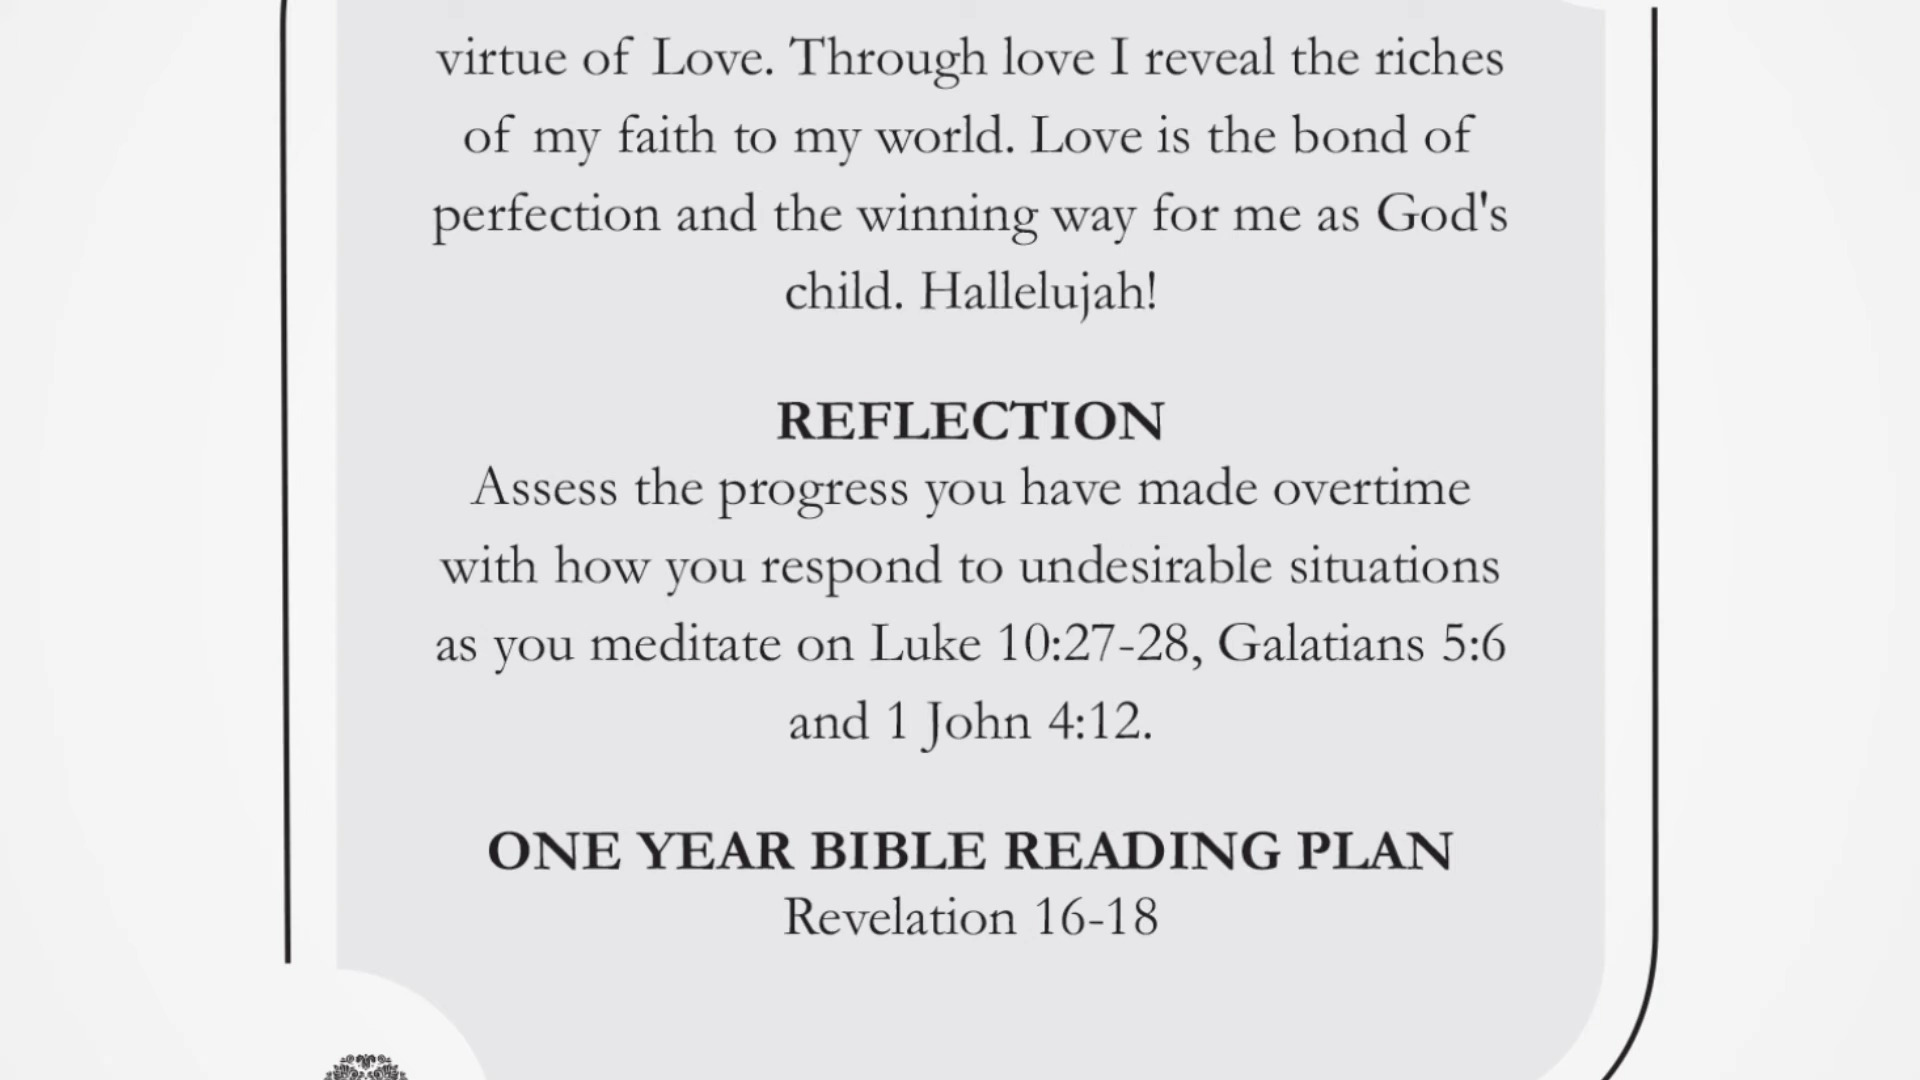 virtue of Love. Through love I reveal the riches
of my faith to my world. Love is the bond of
perfection and the winning way for me as God's
child. Hallelujah!
REFLECTION
Assess the progress you have made overtime
with how you respond to undesirable situations
as you meditate on Luke 10:27-28, Galatians 5:6
and 1 John 4:12.
ONE YEAR BIBLE READING PLAN
Revelation 16-18